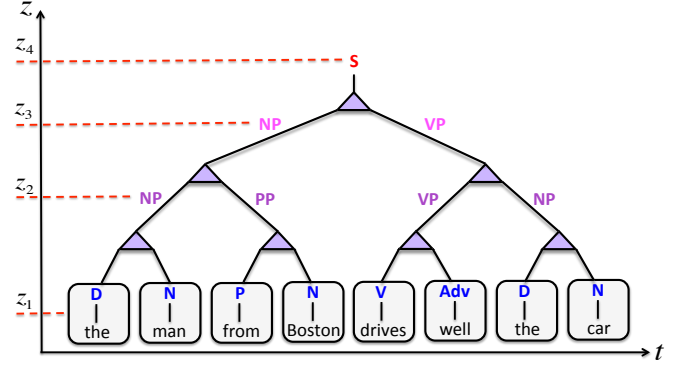 z
z4
S
z3
NP VP
z2
NP PP VP NP
z1
D N P N V Adv D N
the man from Boston drives well the car
t